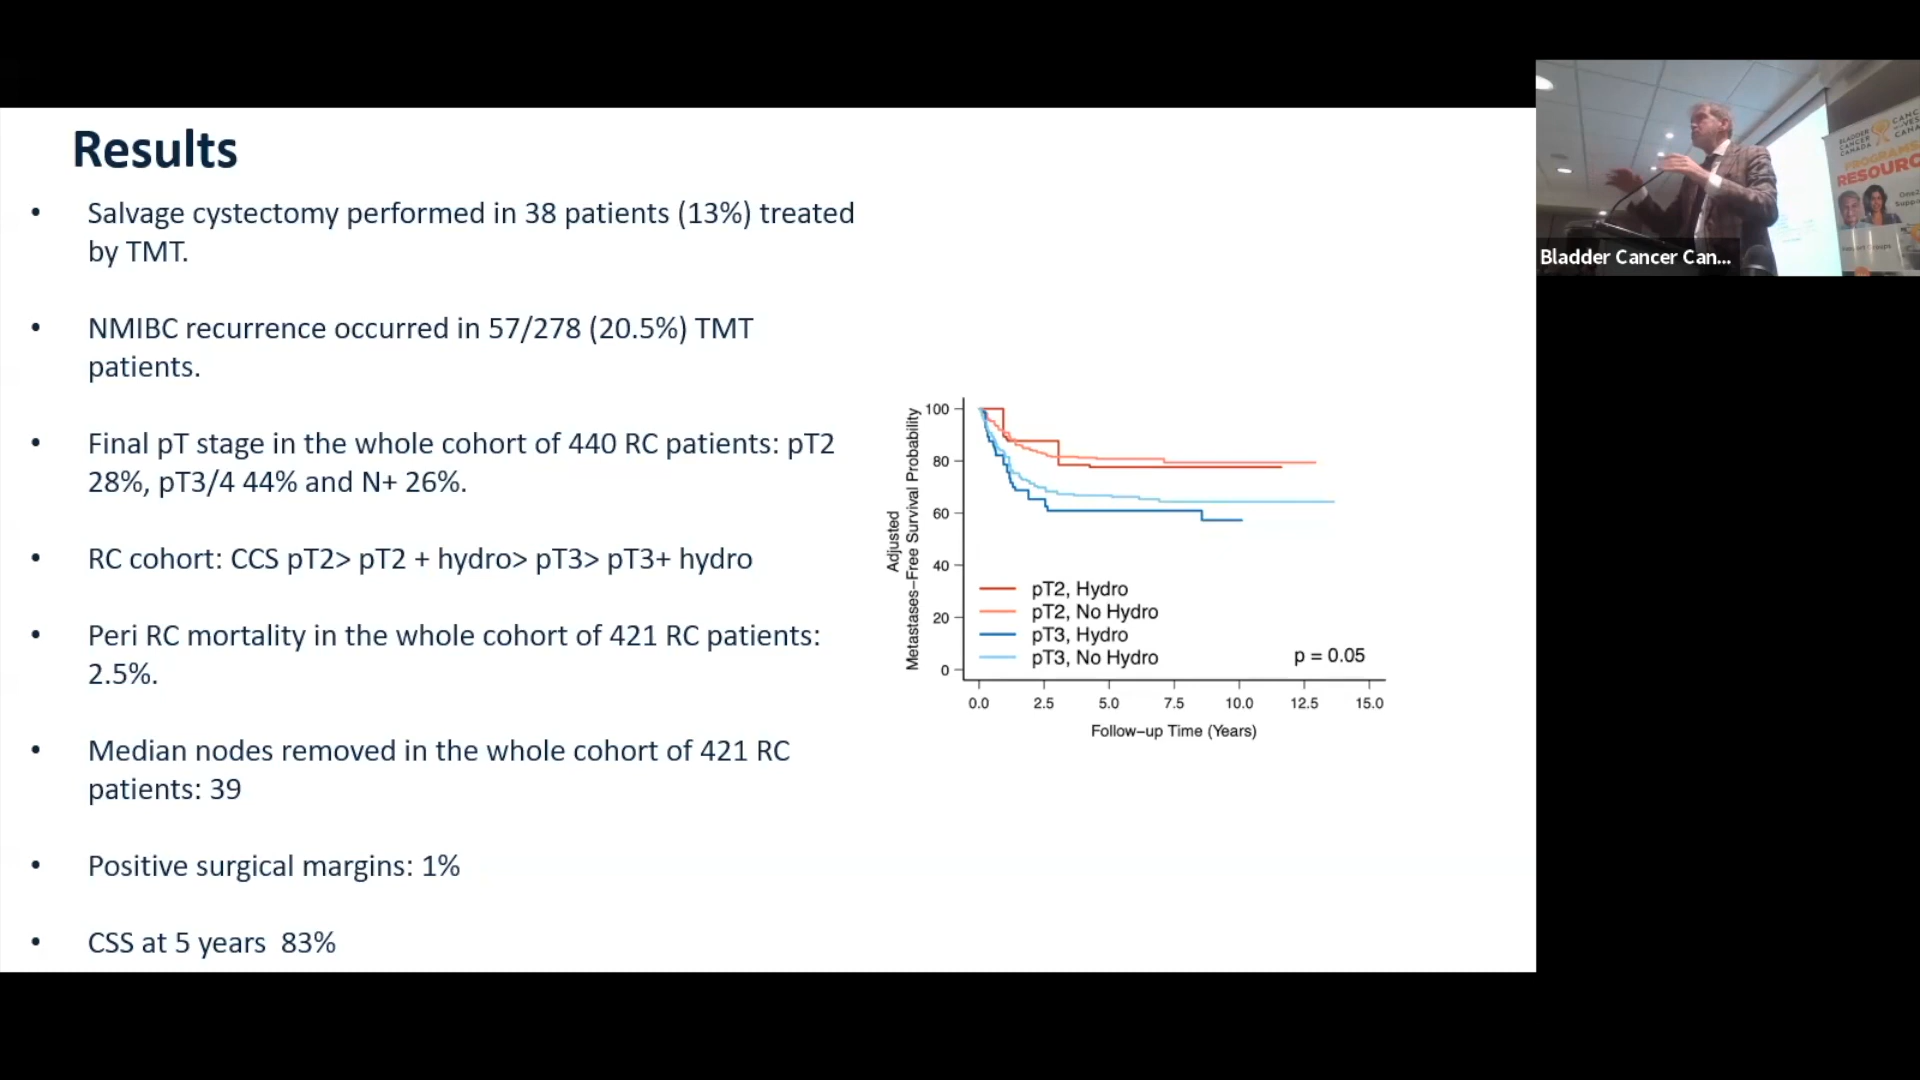 Results
• Salvage cystectomy performed in 38 patients (13%) treated
by TMT.
• NMIBC recurrence occurred in 57/278 (20.5%) TMT
patients.
• Final pT stage in the whole cohort of 440 RC patients: pT2
28%, pT3/4 44% and N+ 26%.
• RC cohort: CCS pT2> pT2 + hydro> pT3> pT3+ hydro
• Peri RC mortality in the whole cohort of 421 RC patients:
2.5%.
• Median nodes removed in the whole cohort of 421 RC
patients: 39
• Positive surgical margins: 1%
• CSS at 5 years 83%
Adjusted
Metastases-Free Survival Probability
100
80
60
40
20
0
pT2, Hydro
pT2, No Hydro
pT3, Hydro
pT3, No Hydro
p = 0.05
0.0 2.5 5.0 7.5 10.0 12.5 15.0
Follow-up Time (Years)
BLADDER
CANCER
CANADA
PROGRAMS
RESOURC
Bladder Cancer Can...